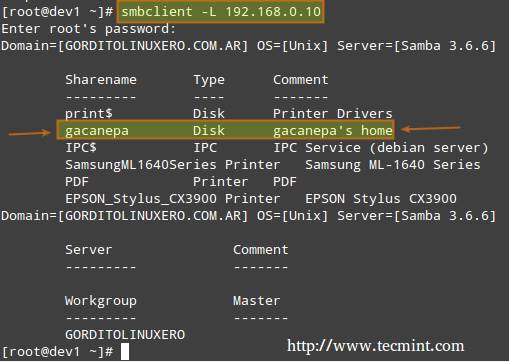 [root@dev1 ~]# smbclient -L 192.168.0.10
Enter root's password:
Domain=[GORDITOLINUXERO.COM.AR] OS=[Unix] Server=[Samba 3.6.6]
Sharename Type Comment
--------- ---- -------
print$ Disk Printer Drivers
gacanepa Disk gacanepa's home
IPC$ IPC IPC Service (debian server)
SamsungML1640Series Printer Samsung ML-1640 Series
PDF Printer PDF
EPSON_Stylus_CX3900 Printer EPSON Stylus CX3900
Domain=[GORDITOLINUXERO.COM.AR] OS=[Unix] Server=[Samba 3.6.6]
Server Comment
--------- -------
Workgroup Master
--------- -------
GORDITOLINUXERO
[root@dev1 ~]#
http://www.tecmint.com